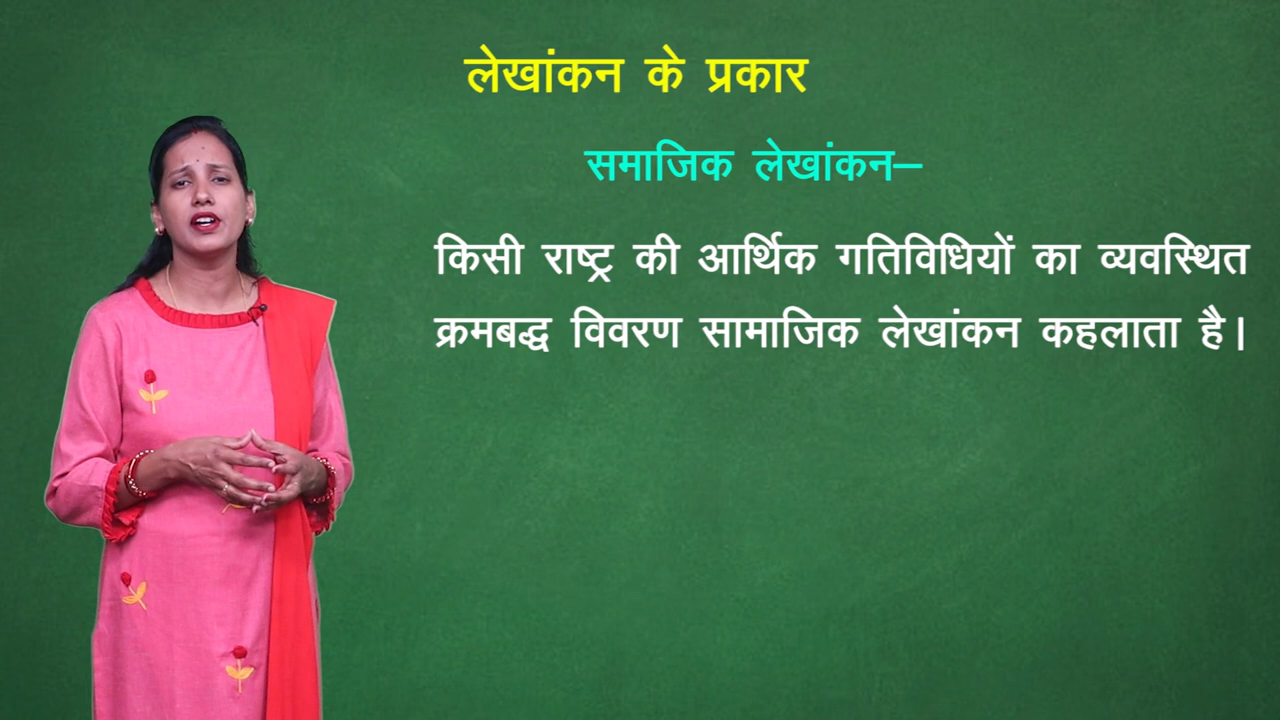 लेखांकन के प्रकार
समाजिक लेखांकन–
किसी राष्ट्र की आर्थिक गतिविधियों का व्यवस्थित
क्रमबद्ध विवरण सामाजिक लेखांकन कहलाता है।